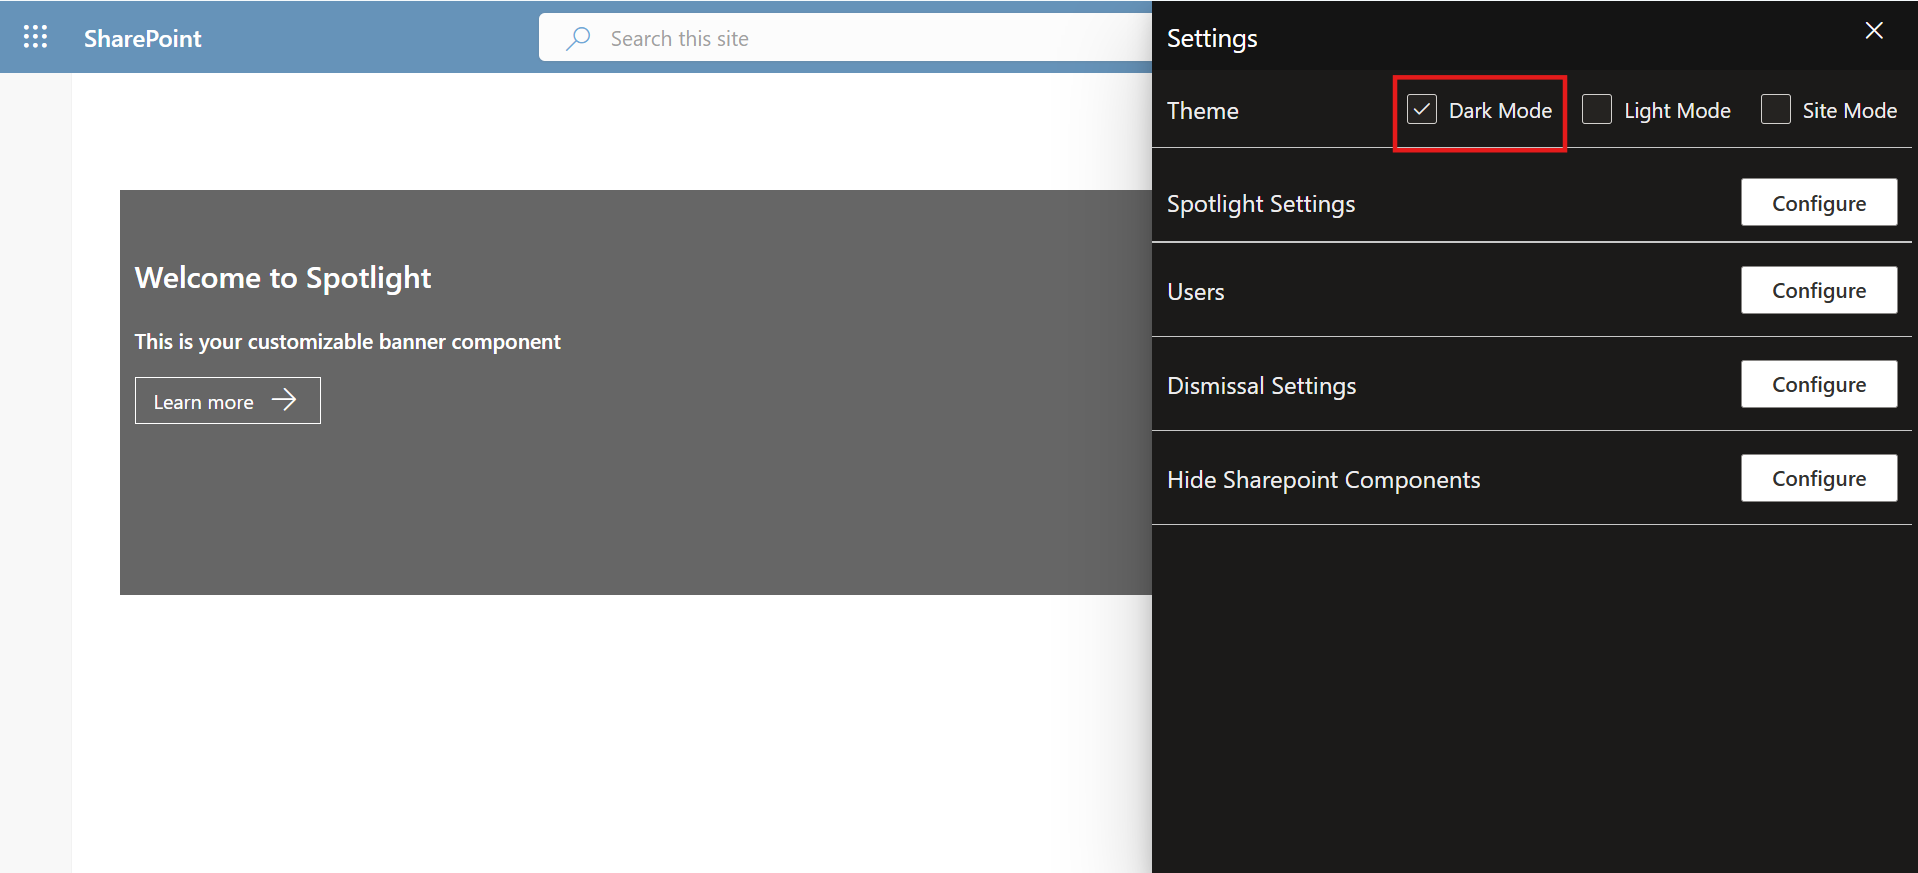 SharePoint
Search this site
Settings
Theme
Dark Mode
Light Mode
Site Mode
Spotlight Settings
Configure
Users
Configure
Dismissal Settings
Configure
Hide Sharepoint Components
Configure
Welcome to Spotlight
This is your customizable banner component
Learn more